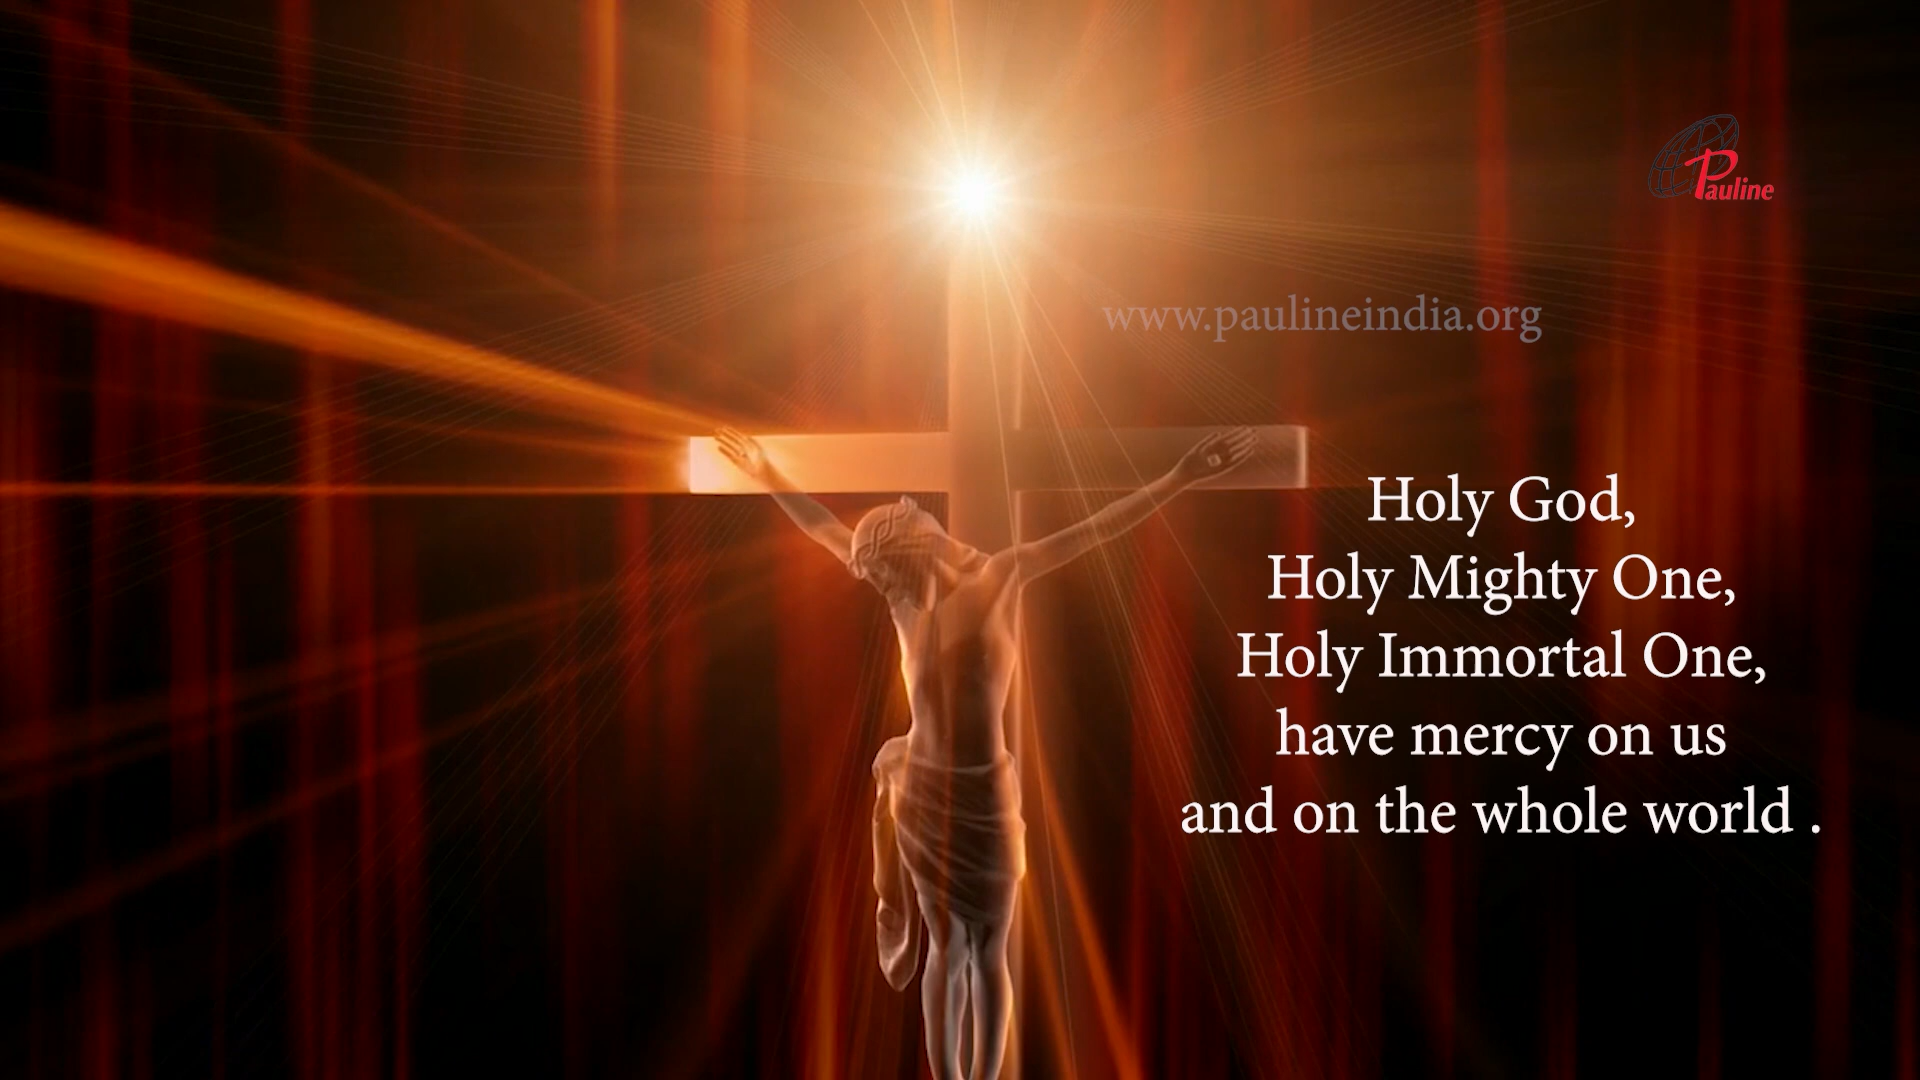 Pauline
www.paulineindia.org
Holy God,
Holy Mighty One,
Holy Immortal One,
have mercy on us
and on the whole world .